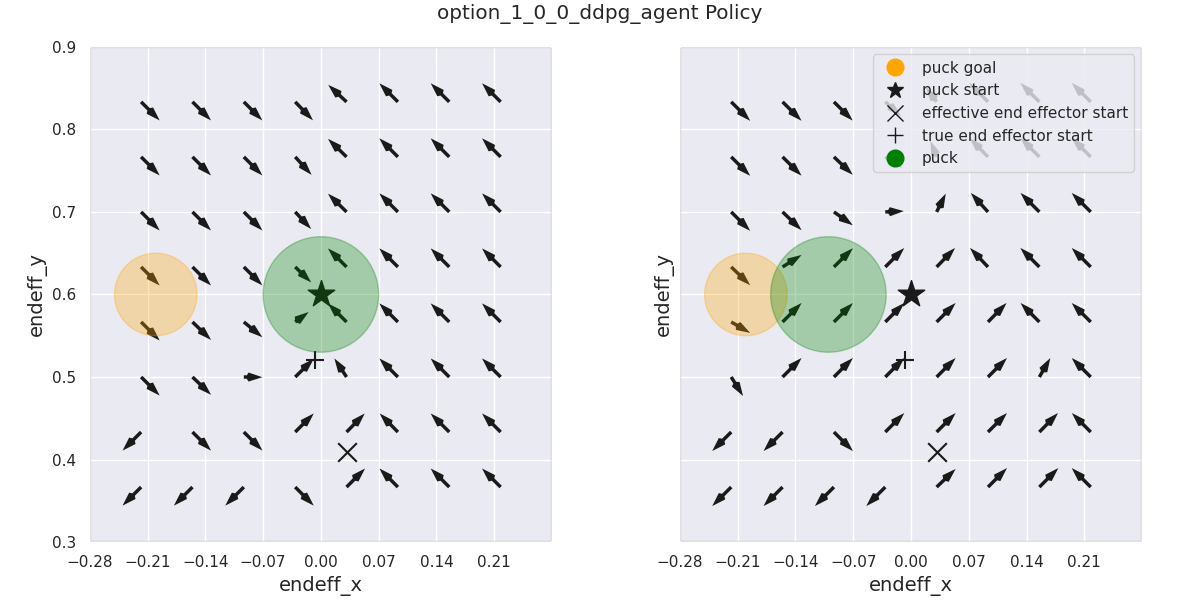 option_1_0_0_ddpg_agent Policy
endeff_y
0.9
0.8
0.7
0.6
0.5
0.4
0.3
−0.28 −0.21 −0.14 −0.07 0.00 0.07 0.14 0.21
endeff_x
endeff_y
puck goal
puck start
effective end effector start
true end effector start
puck
−0.28 −0.21 −0.14 −0.07 0.00 0.07 0.14 0.21
endeff_x